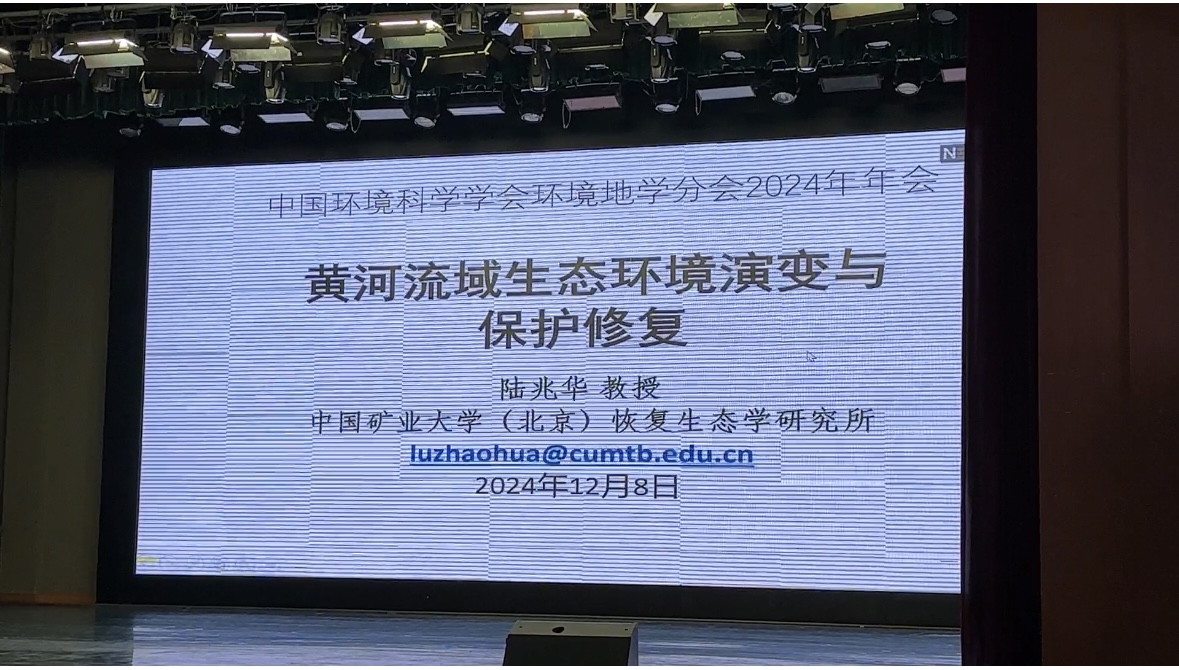 N
中国环境科学学会环境地学分会2024年年会
黄河流域生态环境演变与
保护修复
陆兆华 教授
中国矿业大学（北京）恢复生态学研究所
luzhaohua@cumtb.edu.cn
2024年12月8日